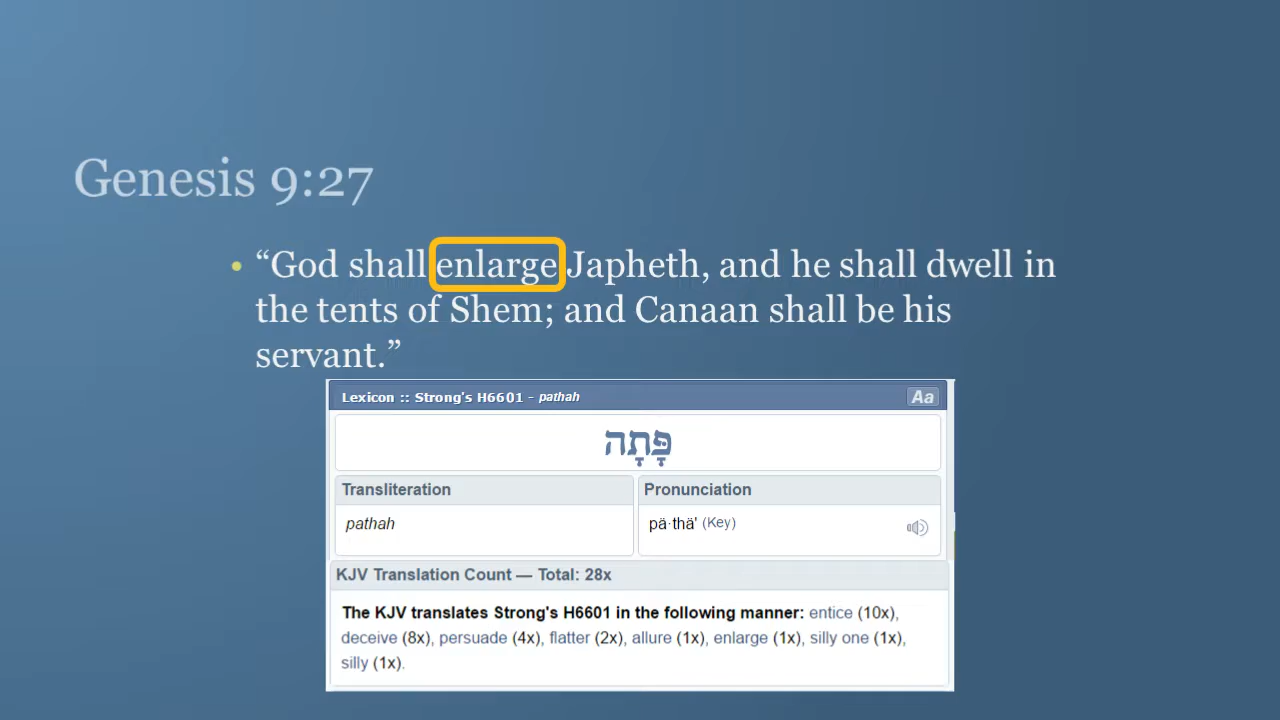 Genesis 9:27
• “God shall enlarge Japheth, and he shall dwell in
the tents of Shem; and Canaan shall be his
servant.”
Lexicon :: Strong's H6601 - pathah Aa
פָּתָה
Transliteration Pronunciation
pathah pä·thä' (Key)
KJV Translation Count — Total: 28x
The KJV translates Strong's H6601 in the following manner: entice (10x),
deceive (8x), persuade (4x), flatter (2x), allure (1x), enlarge (1x), silly one (1x),
silly (1x).